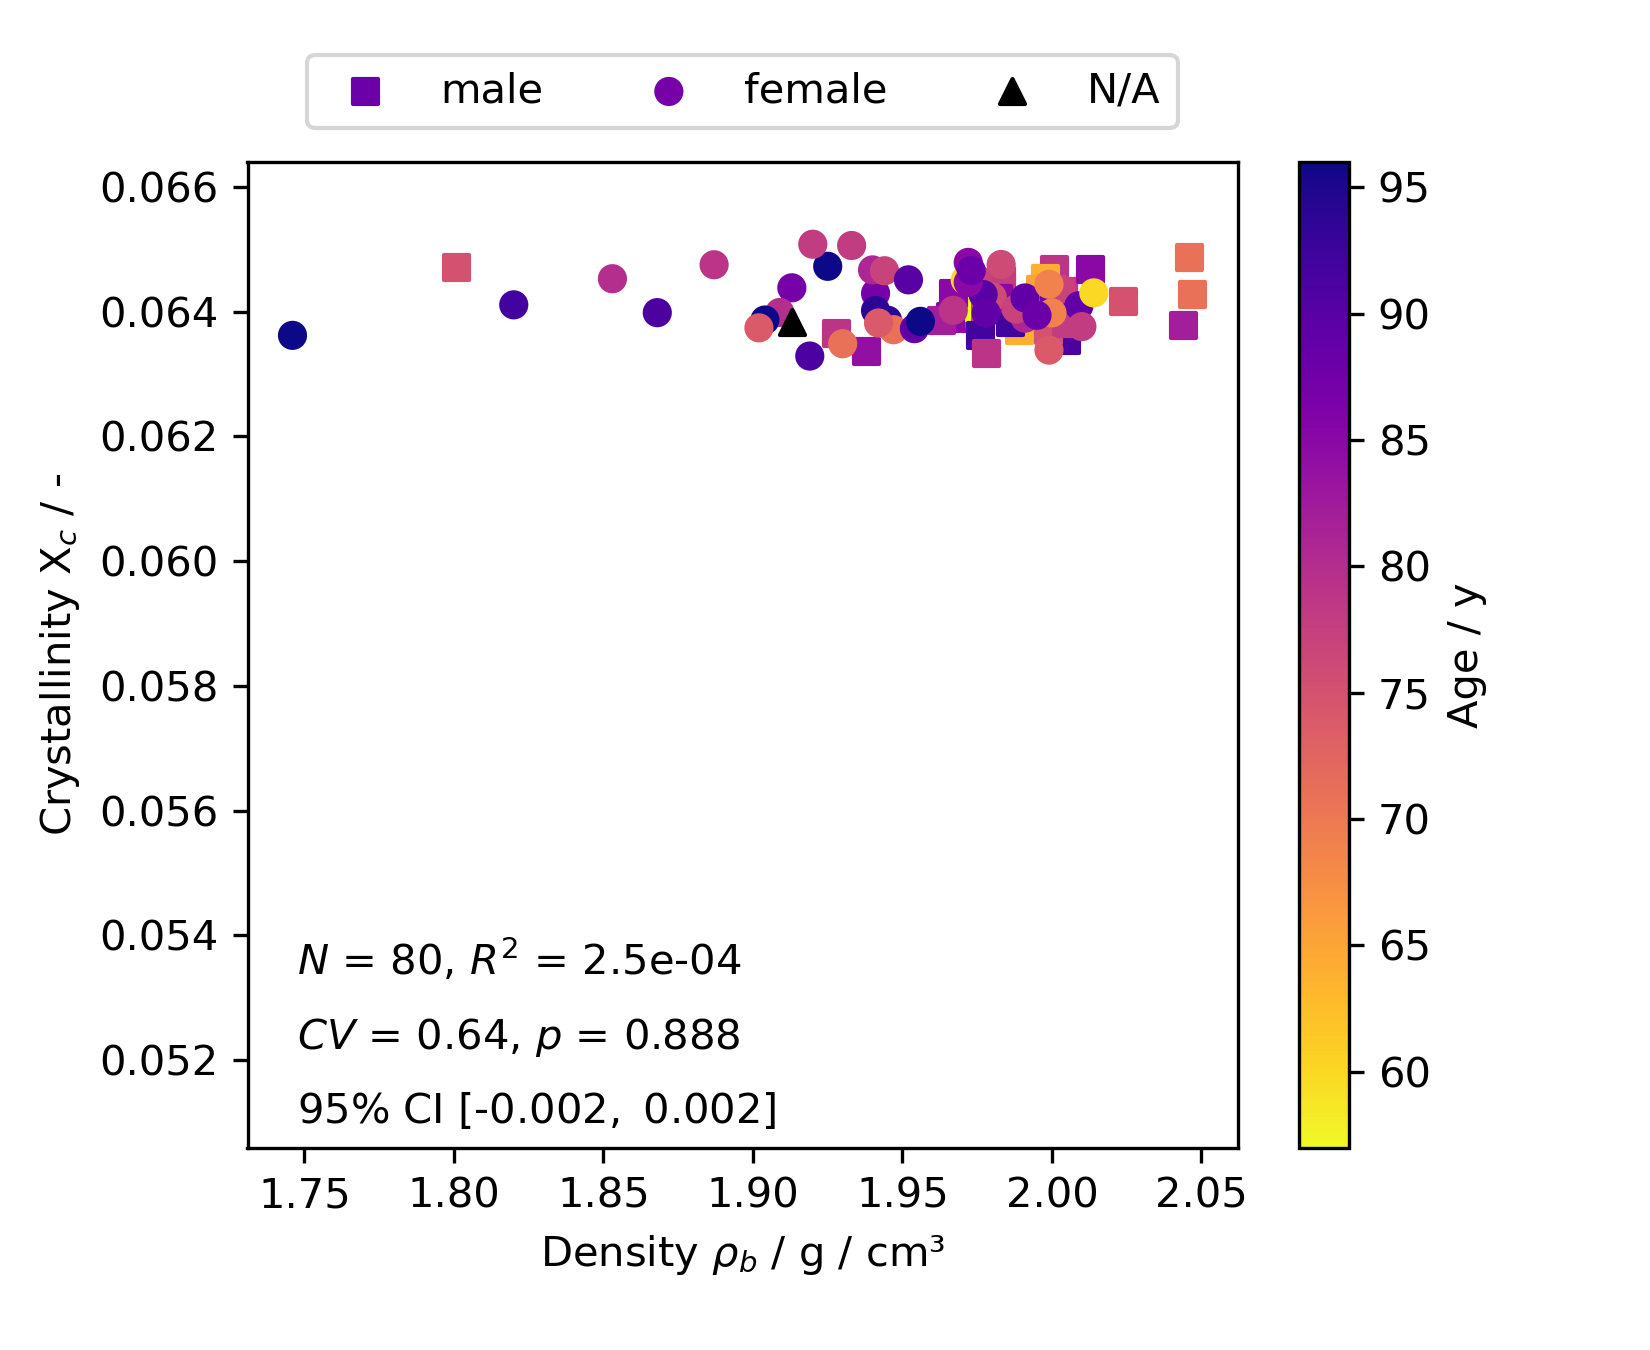 male female N/A
0.066
0.064
0.062
0.060
0.058
0.056
0.054
0.052
Crystallinity X_c / -
N = 80, R² = 2.5e-04
CV = 0.64, p = 0.888
95% CI [-0.002, 0.002]
1.75 1.80 1.85 1.90 1.95 2.00 2.05
Density ρ_b / g / cm³
95
90
85
80
75
70
65
60
Age / y